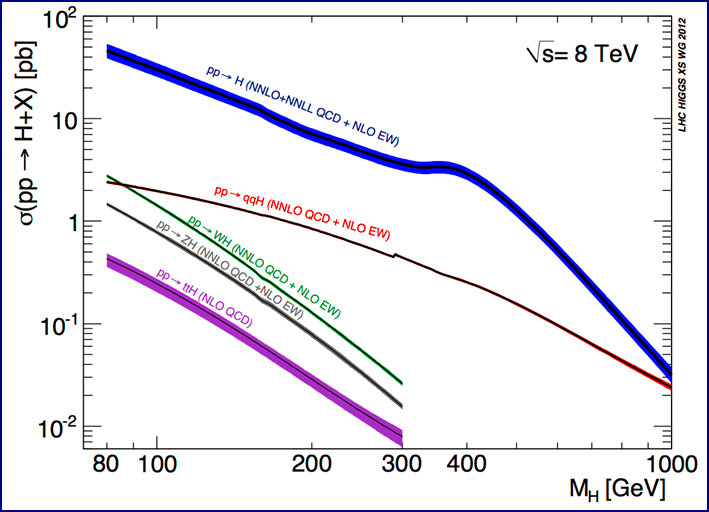 σ(pp → H+X) [pb]
10²
10
1
10⁻¹
10⁻²
√s= 8 TeV
LHC HIGGS XS WG 2012
pp → H (NNLO+NNLL QCD + NLO EW)
pp → qqH (NNLO QCD + NLO EW)
pp → WH (NNLO QCD + NLO EW)
pp → ZH (NNLO QCD +NLO EW)
pp → ttH (NLO QCD)
80 100 200 300 400 1000
M_H [GeV]